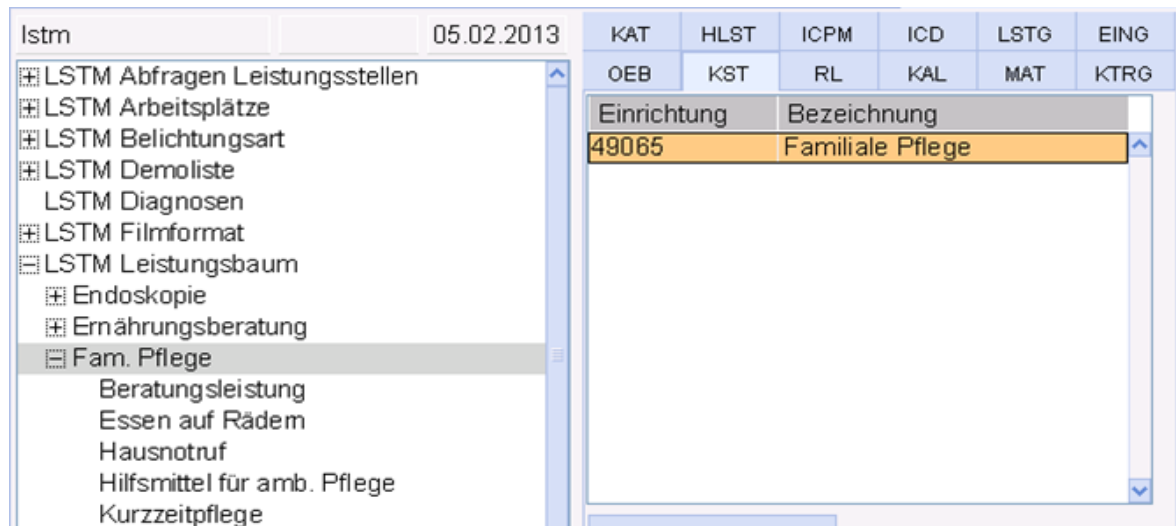 lstm 05.02.2013
LSTM Abfragen Leistungsstellen
LSTM Arbeitsplätze
LSTM Belichtungsart
LSTM Demoliste
LSTM Diagnosen
LSTM Filmformat
LSTM Leistungsbaum
Endoskopie
Ernährungsberatung
Fam. Pflege
Beratungsleistung
Essen auf Rädern
Hausnotruf
Hilfsmittel für amb. Pflege
Kurzzeitpflege
KAT HLST ICPM ICD LSTG EING
OEB KST RL KAL MAT KTRG
Einrichtung Bezeichnung
49065 Familiale Pflege